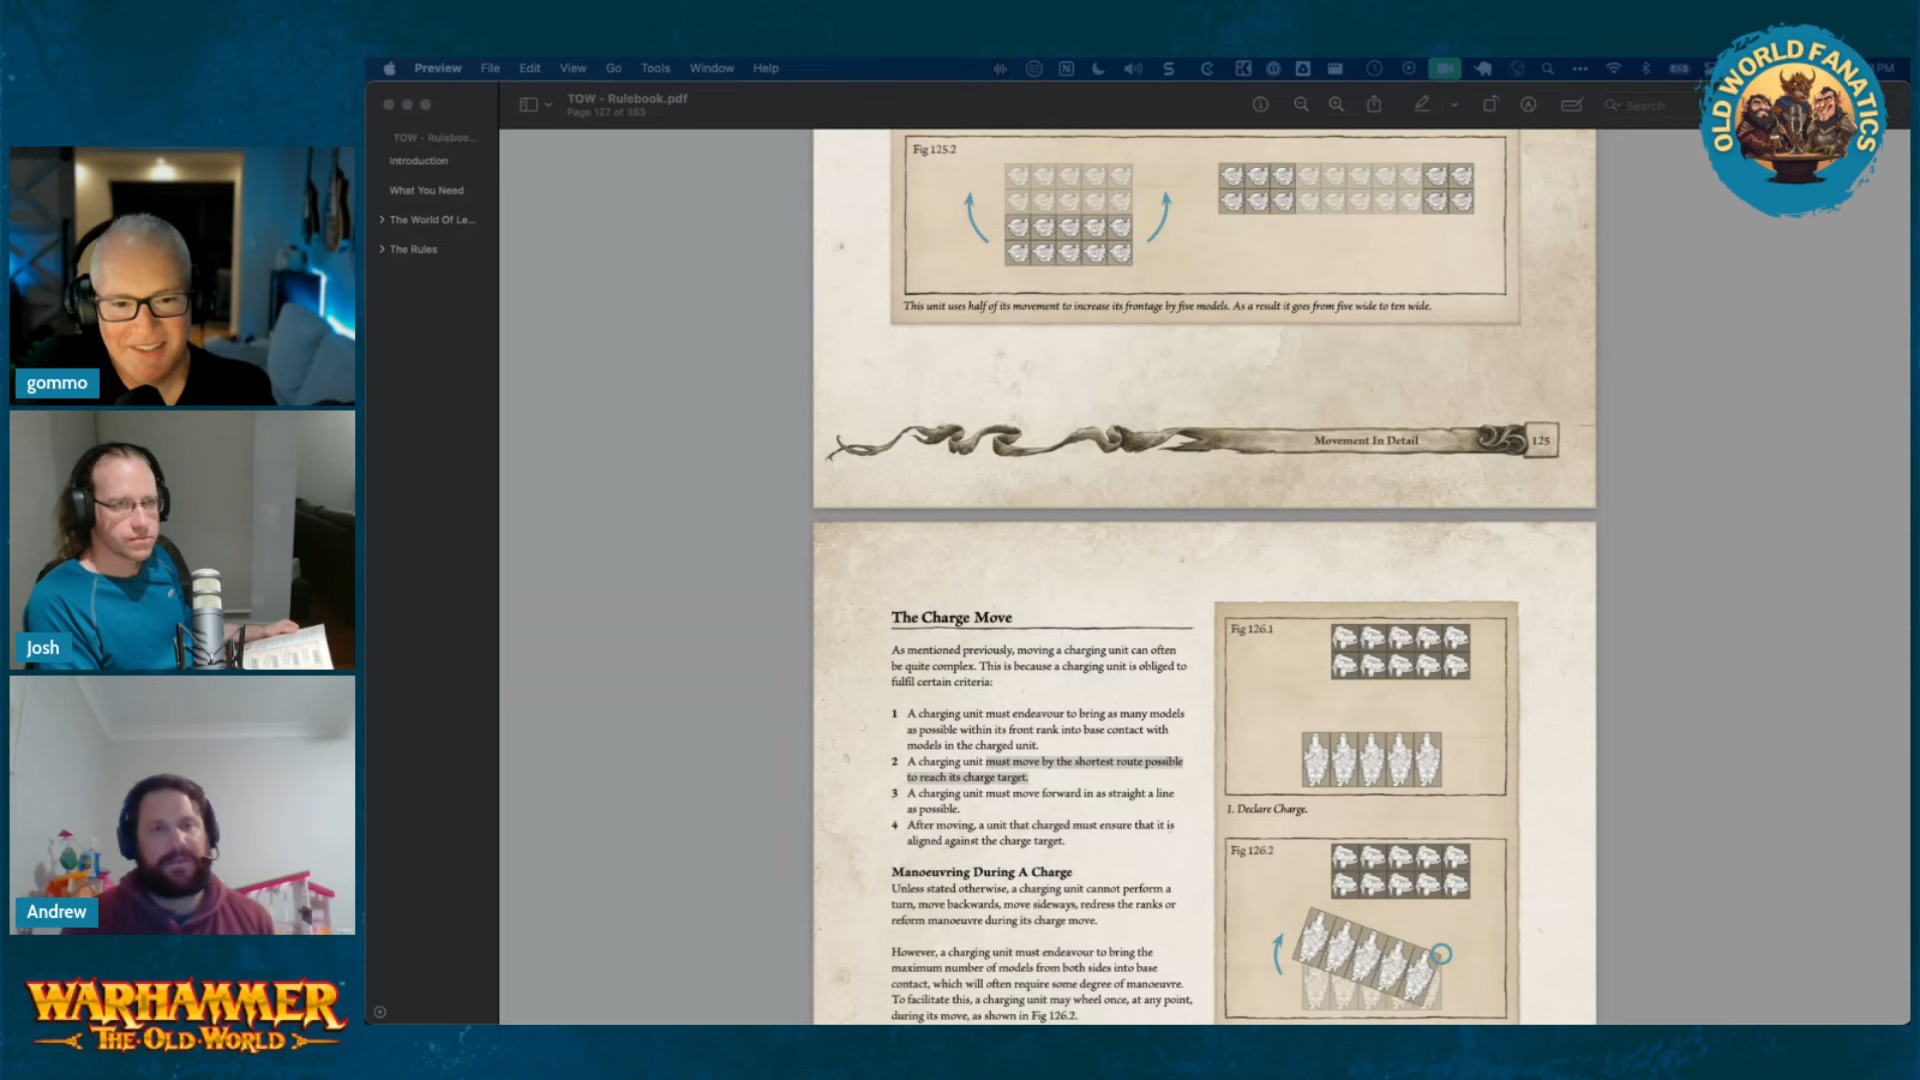 Preview File Edit View Go Tools Window Help
PM
OLD WORLD FANATICS
TOW - Rulebook.pdf
Page 127 of 353
Search
TOW - Ruleboo...
Introduction
What You Need
The World Of Le...
The Rules
gommo
Josh
Andrew
WARHAMMER
THE·OLD·WORLD
Fig 125.2
This unit uses half of its movement to increase its frontage by five models. As a result it goes from five wide to ten wide.
Movement In Detail
125
The Charge Move
As mentioned previously, moving a charging unit can often
be quite complex. This is because a charging unit is obliged to
fulfil certain criteria:
1 A charging unit must endeavour to bring as many models
as possible within its front rank into base contact with
models in the charged unit.
2 A charging unit must move by the shortest route possible
to reach its charge target.
3 A charging unit must move forward in as straight a line
as possible.
4 After moving, a unit that charged must ensure that it is
aligned against the charge target.
Manoeuvring During A Charge
Unless stated otherwise, a charging unit cannot perform a
turn, move backwards, move sideways, redress the ranks or
reform manoeuvre during its charge move.
However, a charging unit must endeavour to bring the
maximum number of models from both sides into base
contact, which will often require some degree of manoeuvre.
To facilitate this, a charging unit may wheel once, at any point,
during its move, as shown in Fig 126.2.
Fig 126.1
1. Declare Charge.
Fig 126.2